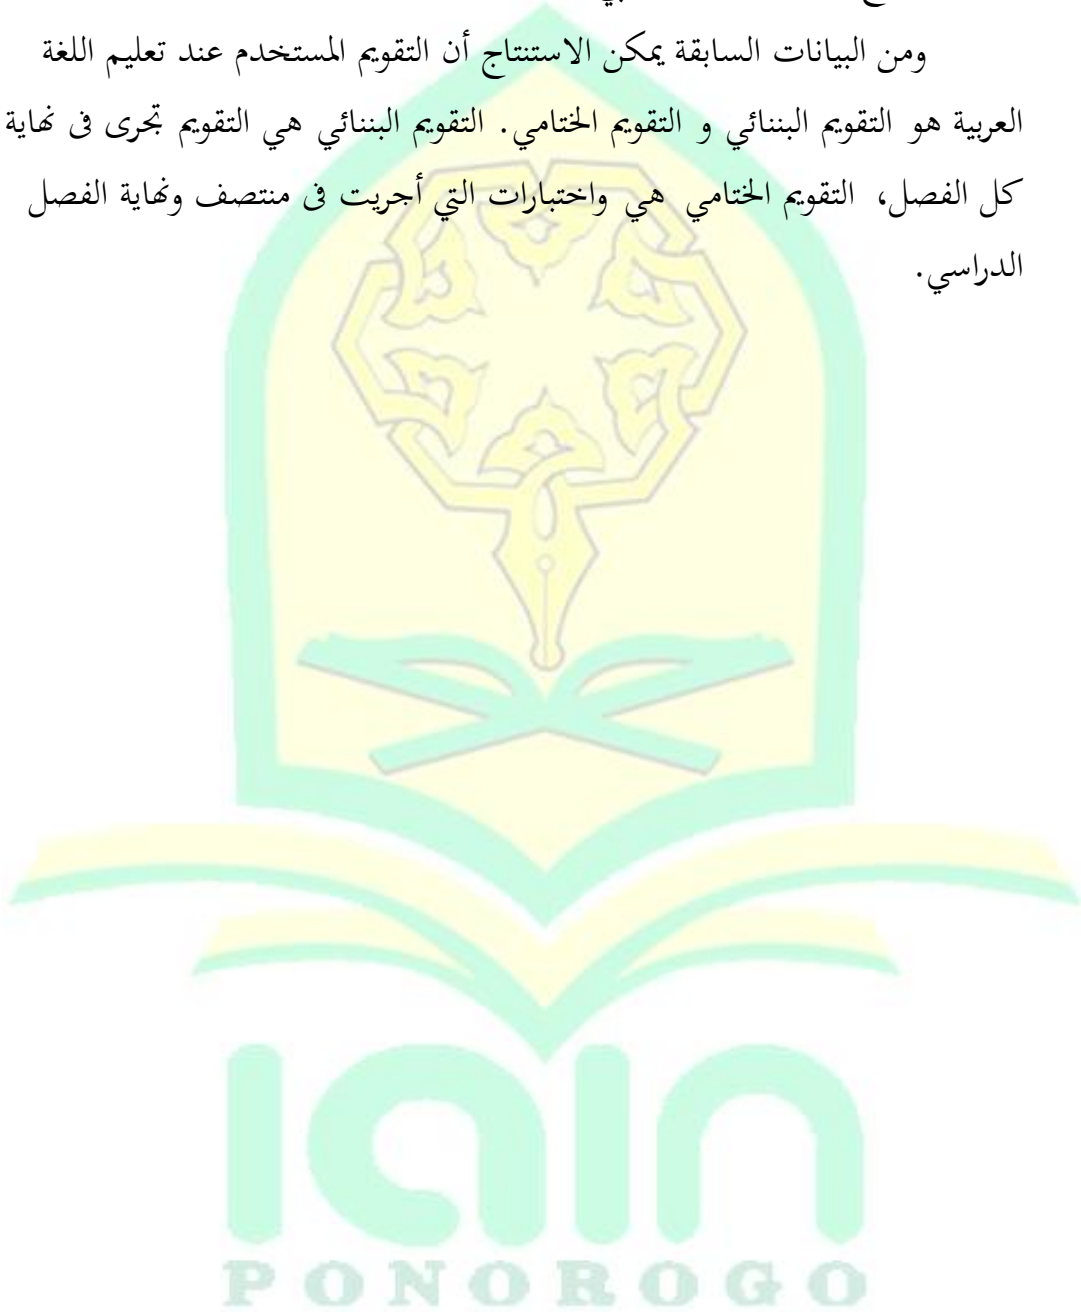 ومن البيانات السابقة يمكن الاستنتاج أن التقويم المستخدم عند تعليم اللغة
العربية هو التقويم البننائي و التقويم الختامي. التقويم البننائي هي التقويم تجرى فى نهاية
كل الفصل، التقويم الختامي هي واختبارات التي أجريت فى منتصف ونهاية الفصل
الدراسي.
iain
PONOROGO